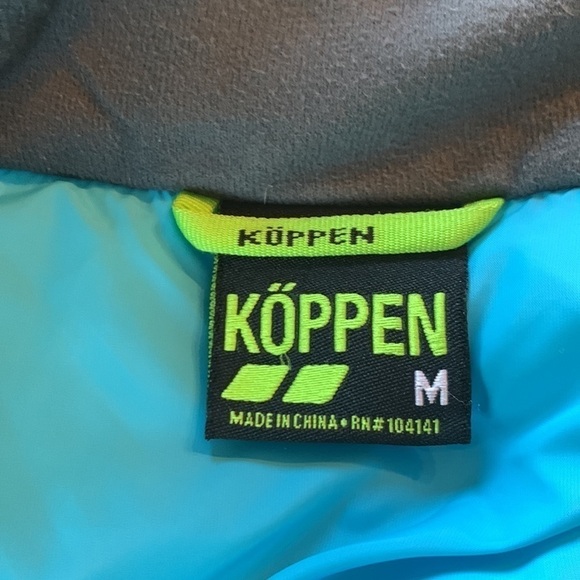 KÖPPEN
KÖPPEN
M
MADE IN CHINA • RN# 104141